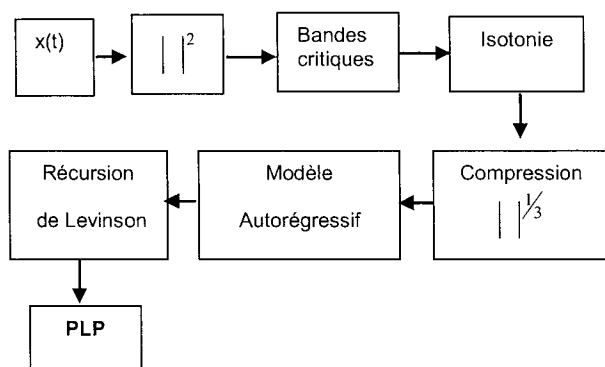 x(t)
| |²
Bandes
critiques
Isotonie
Compression
| |^{1/3}
Modèle
Autorégressif
Récursion
de Levinson
PLP